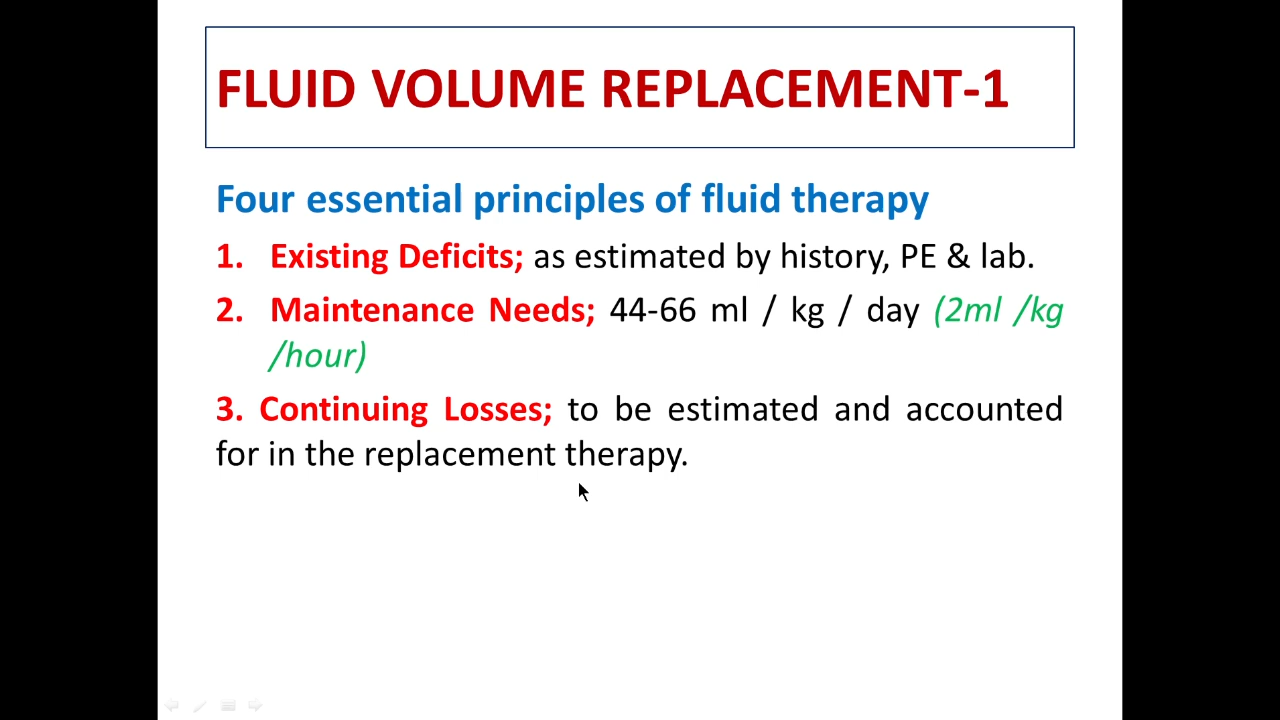 FLUID VOLUME REPLACEMENT-1
Four essential principles of fluid therapy
1. Existing Deficits; as estimated by history, PE & lab.
2. Maintenance Needs; 44-66 ml / kg / day (2ml /kg
/hour)
3. Continuing Losses; to be estimated and accounted
for in the replacement therapy.